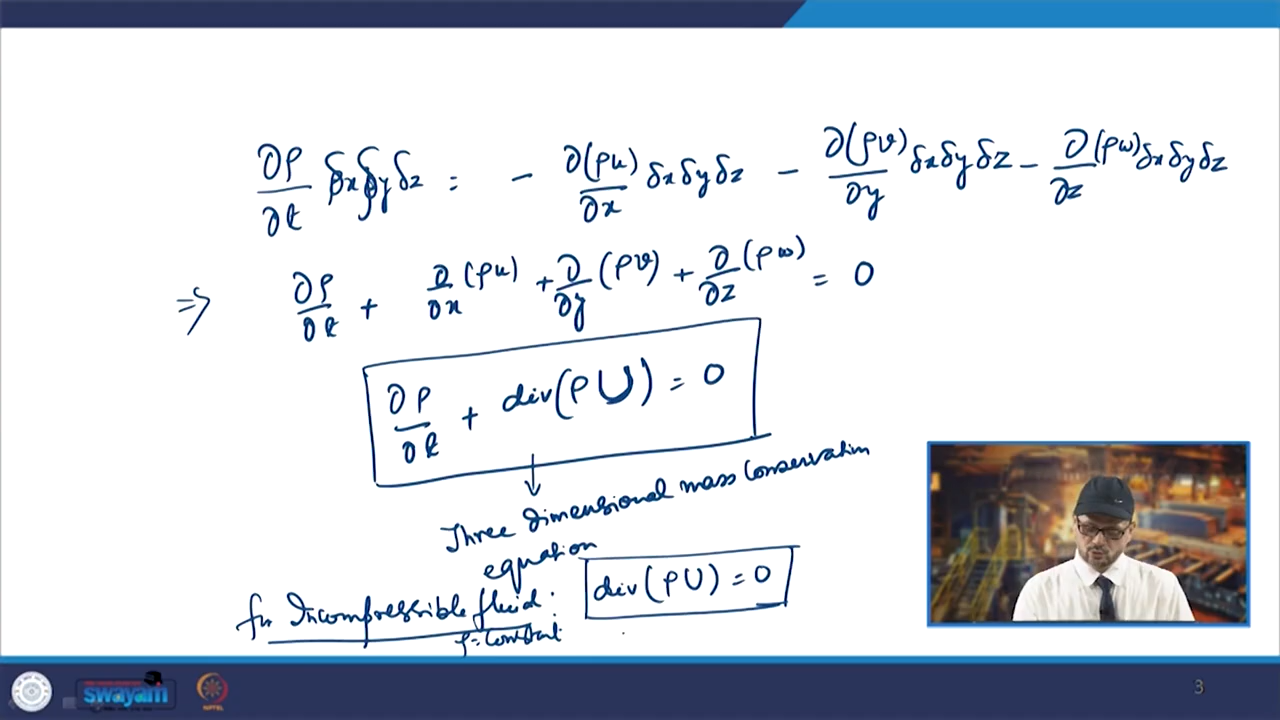 ∂ρ/∂t δxδyδz = - ∂(ρu)/∂x δxδyδz - ∂(ρv)/∂y δxδyδz - ∂/∂z (ρw)δxδyδz
⇒ ∂ρ/∂t + ∂/∂x (ρu) + ∂/∂y (ρv) + ∂/∂z (ρw) = 0
∂ρ/∂t + div(ρU) = 0
↓
Three dimensional mass conservation
equation
for Incompressible fluid.
ρ=constant
div(ρU) = 0
3
swayam